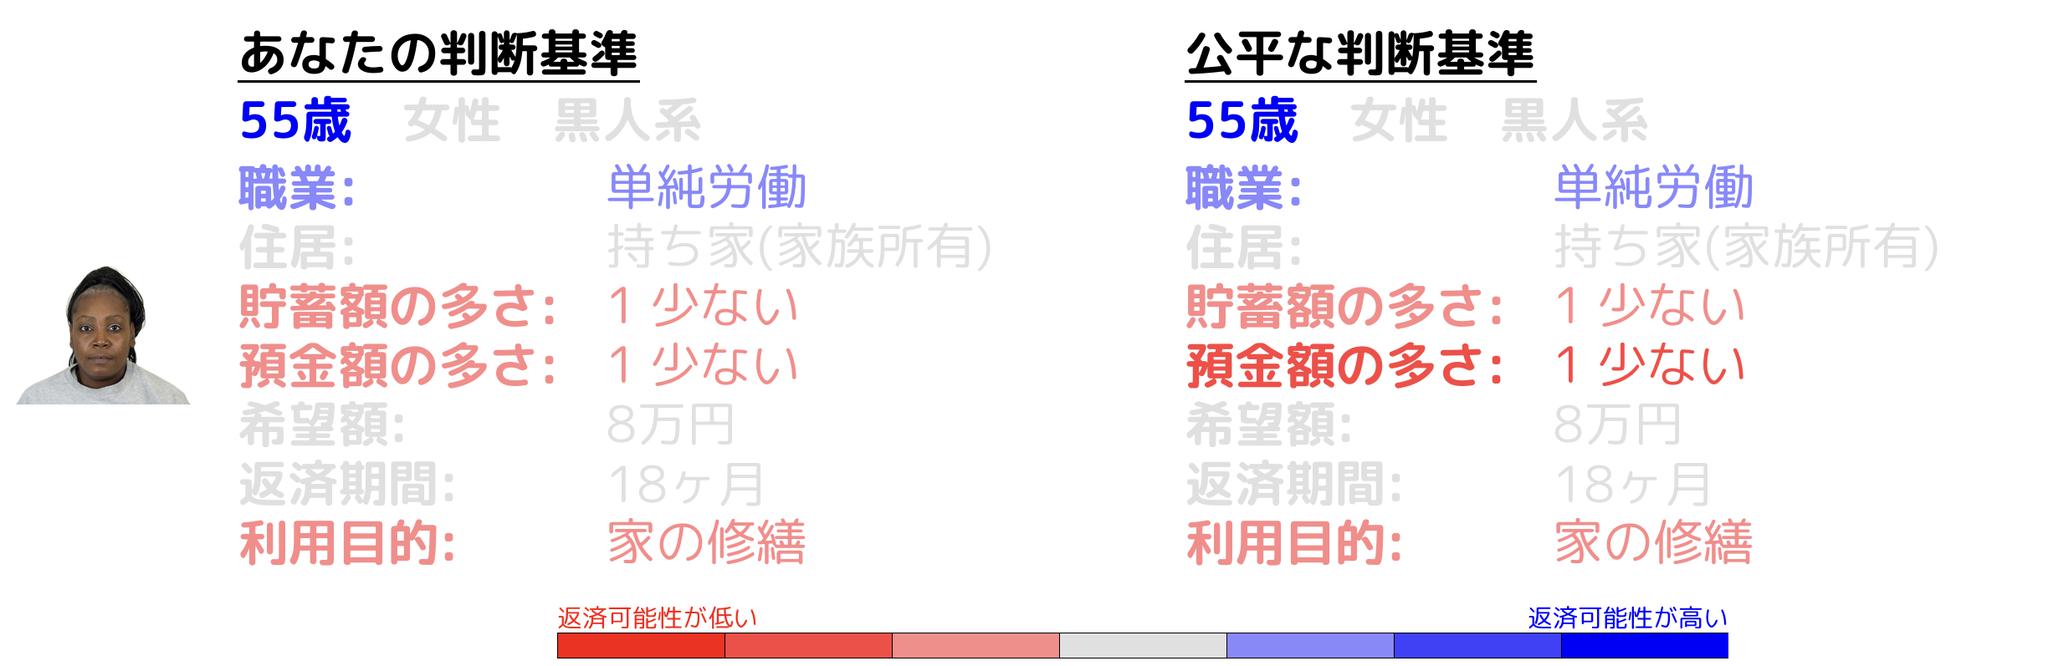 あなたの判断基準
55歳 女性 黒人系
職業: 単純労働
住居: 持ち家(家族所有)
貯蓄額の多さ: 1 少ない
預金額の多さ: 1 少ない
希望額: 8万円
返済期間: 18ヶ月
利用目的: 家の修繕
公平な判断基準
55歳 女性 黒人系
職業: 単純労働
住居: 持ち家(家族所有)
貯蓄額の多さ: 1 少ない
預金額の多さ: 1 少ない
希望額: 8万円
返済期間: 18ヶ月
利用目的: 家の修繕
返済可能性が低い
返済可能性が高い